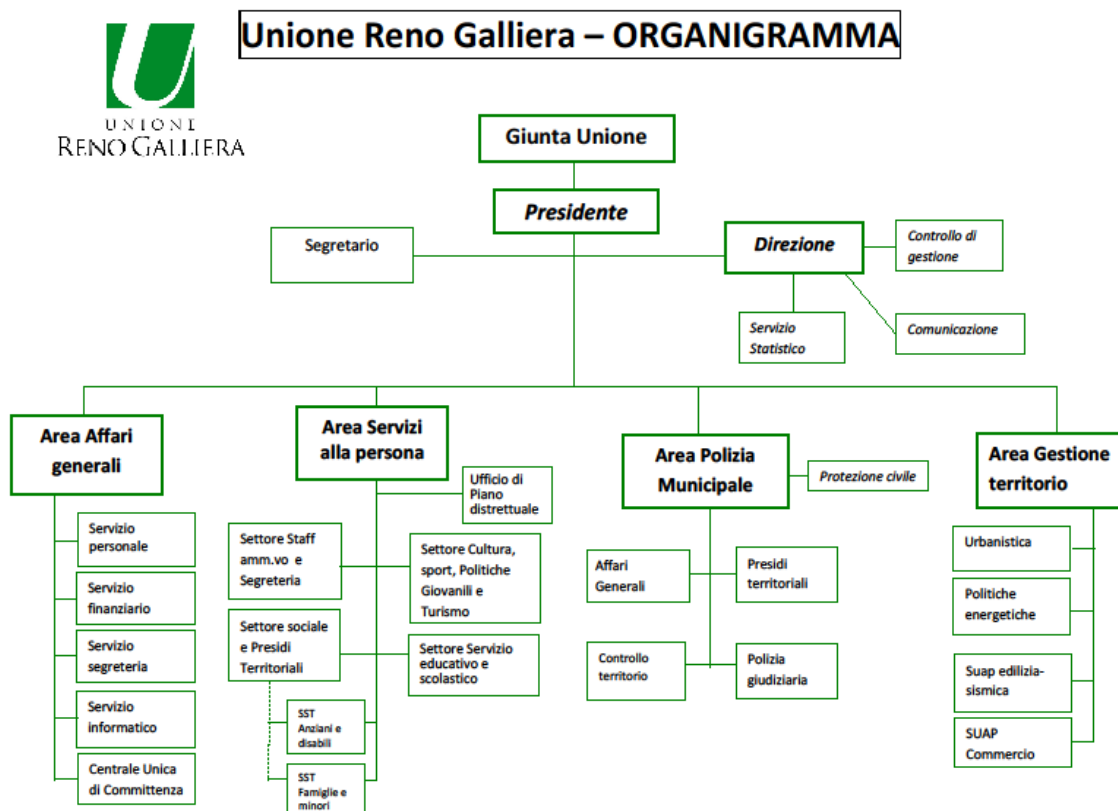 Unione Reno Galliera – ORGANIGRAMMA
UNIONE
RENO GALLIERA
Giunta Unione
Presidente
Segretario
Direzione
Controllo di
gestione
Servizio
Statistico
Comunicazione
Area Affari
generali
Area Servizi
alla persona
Area Polizia
Municipale
Protezione civile
Area Gestione
territorio
Servizio
personale
Servizio
finanziario
Servizio
segreteria
Servizio
informatico
Centrale Unica
di Committenza
Ufficio di
Piano
distrettuale
Settore Staff
amm.vo e
Segreteria
Settore Cultura,
sport, Politiche
Giovanili e
Turismo
Settore sociale
e Presidi
Territoriali
Settore Servizio
educativo e
scolastico
SST
Anziani e
disabili
SST
Famiglie e
minori
Affari
Generali
Presidi
territoriali
Controllo
territorio
Polizia
giudiziaria
Urbanistica
Politiche
energetiche
Suap edilizia-
sismica
SUAP
Commercio